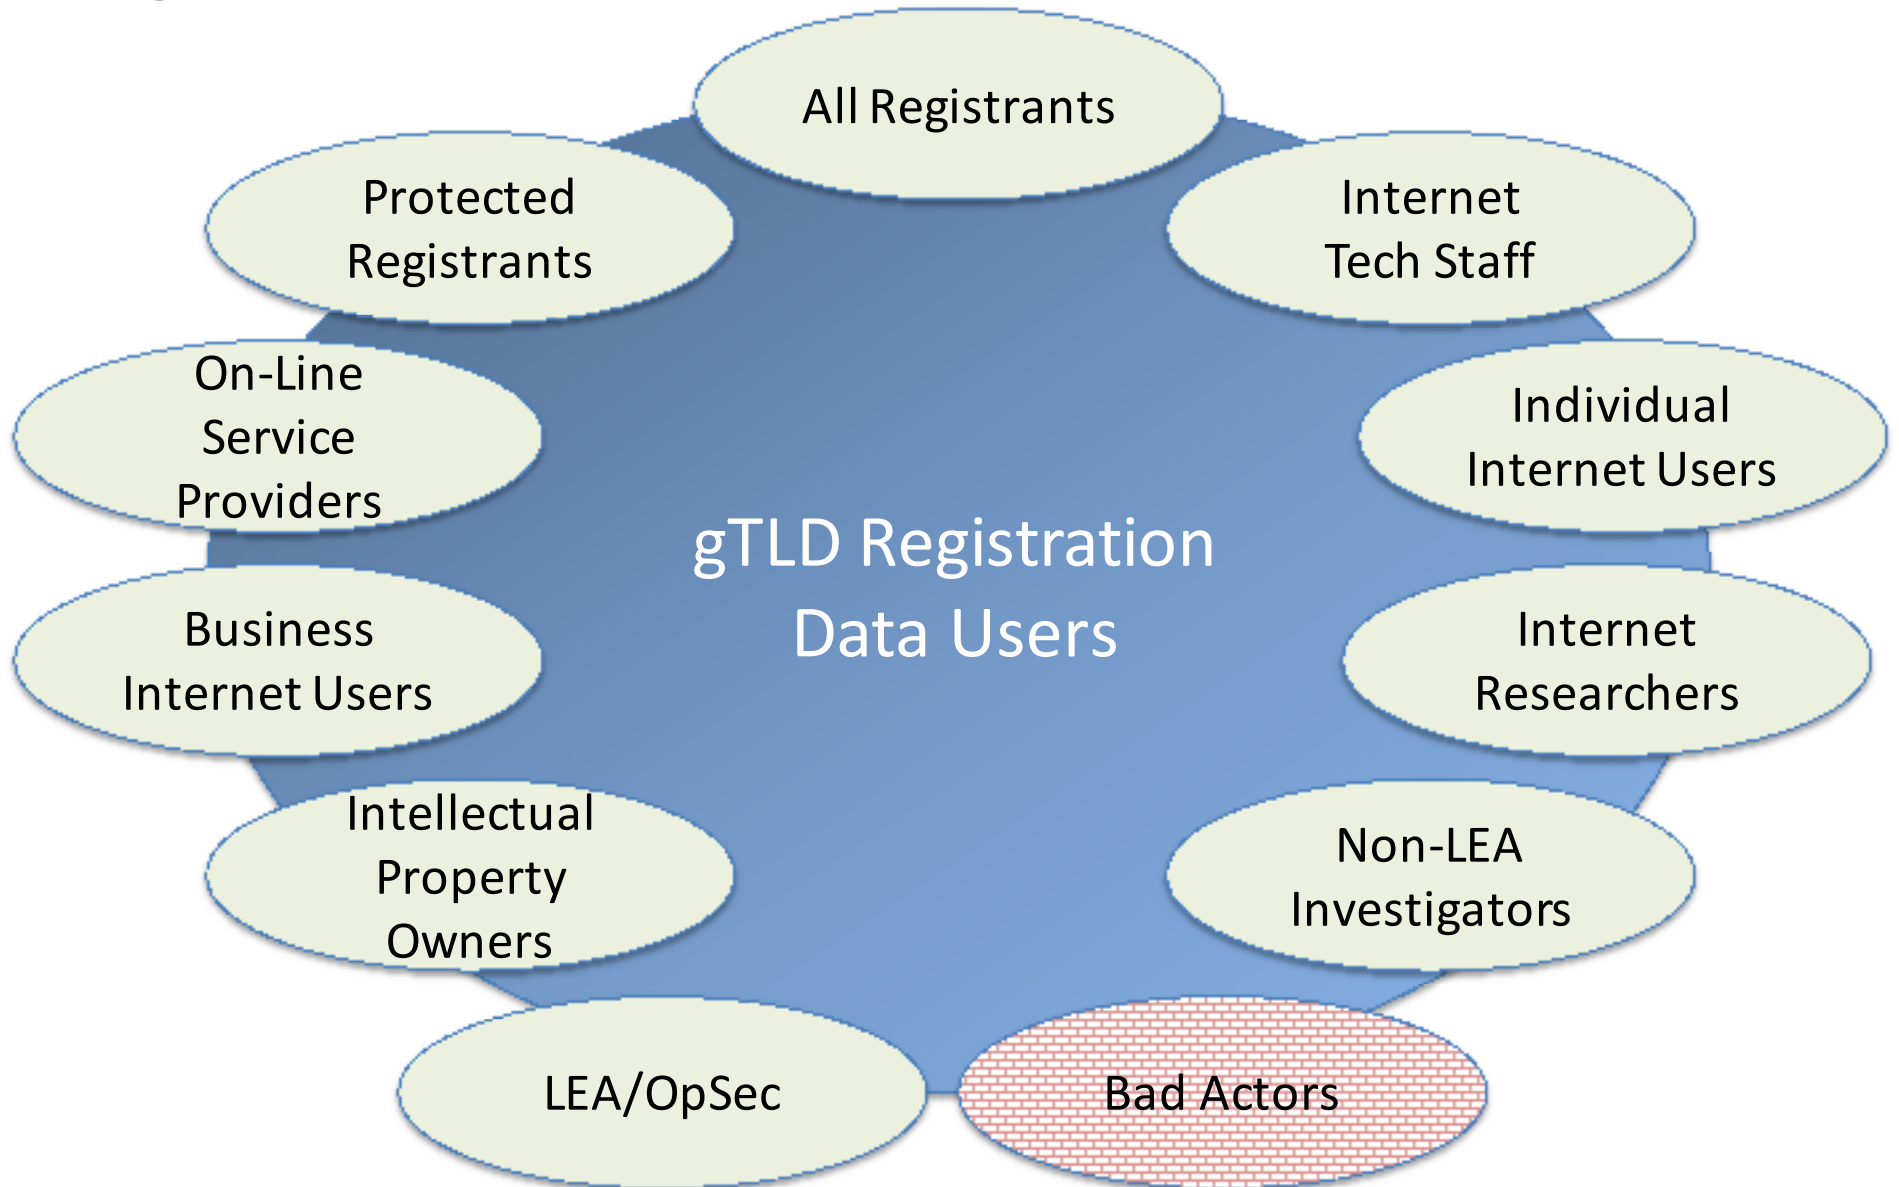 All Registrants
Protected
Registrants
Internet
Tech Staff
On-Line
Service
Providers
Individual
Internet Users
gTLD Registration
Data Users
Business
Internet Users
Internet
Researchers
Intellectual
Property
Owners
Non-LEA
Investigators
LEA/OpSec
Bad Actors